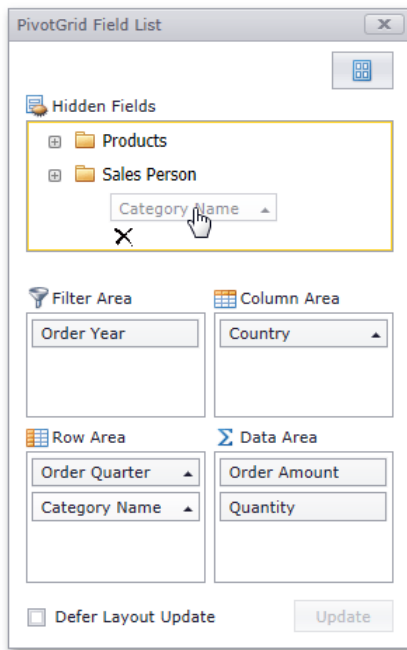 PivotGrid Field List
Hidden Fields
Products
Sales Person
Category Name
Filter Area
Column Area
Order Year
Country
Row Area
Data Area
Order Quarter
Order Amount
Category Name
Quantity
Defer Layout Update
Update